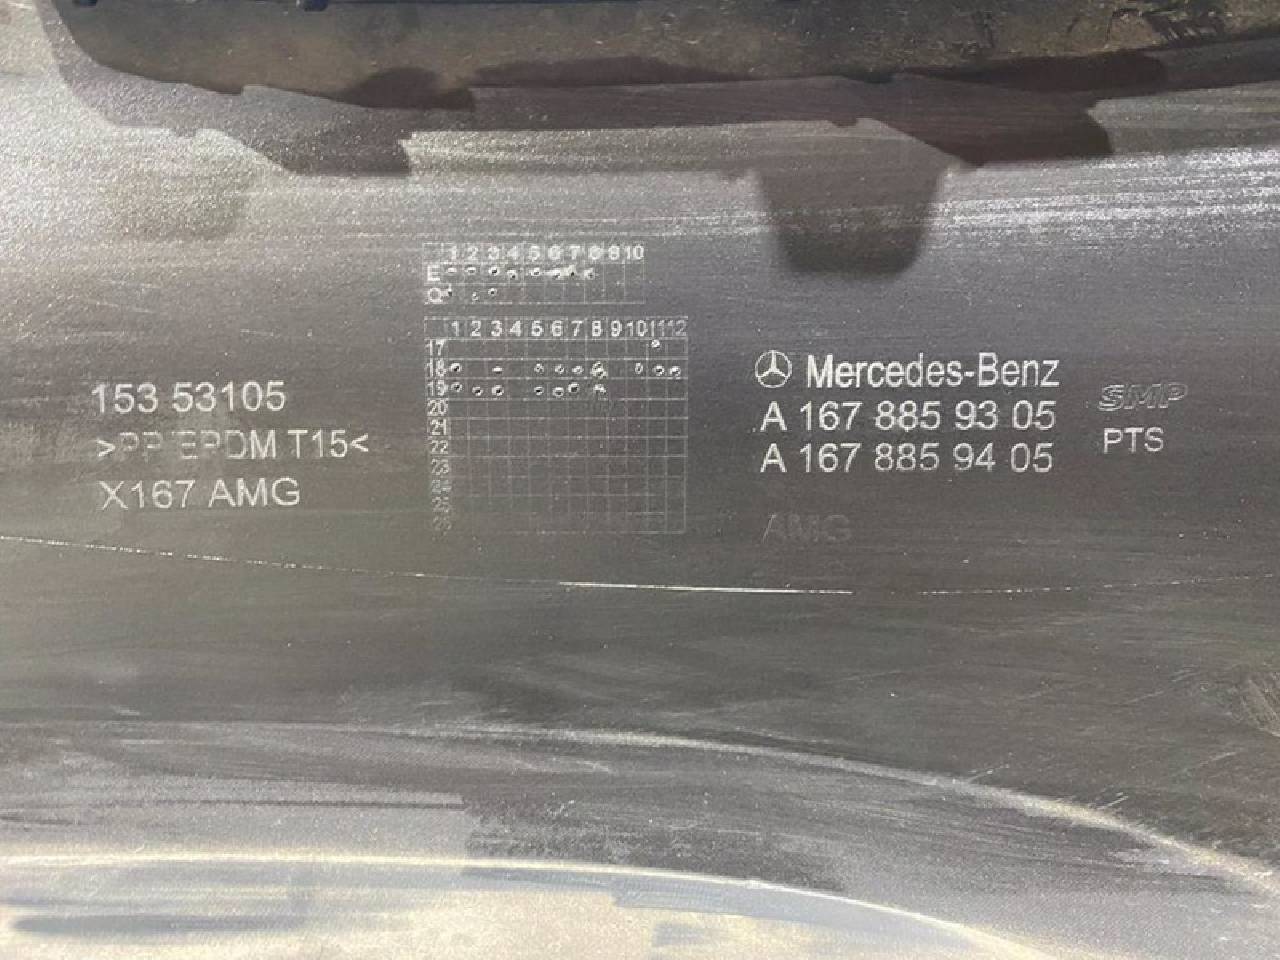 1 2 3 4 5 6 7 8 9 10
E
Q
1 2 3 4 5 6 7 8 9 10 11 12
17
18
19
20
21
22
23
24
25
26
153 53105
>PP EPDM T15<
X167 AMG
Mercedes-Benz
A 167 885 93 05
A 167 885 94 05
AMG
SMP
PTS